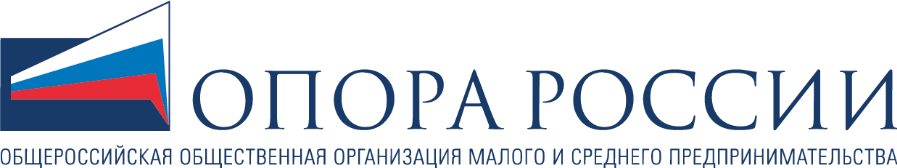 ОПОРА РОССИИ
ОБЩЕРОССИЙСКАЯ ОБЩЕСТВЕННАЯ ОРГАНИЗАЦИЯ МАЛОГО И СРЕДНЕГО ПРЕДПРИНИМАТЕЛЬСТВА